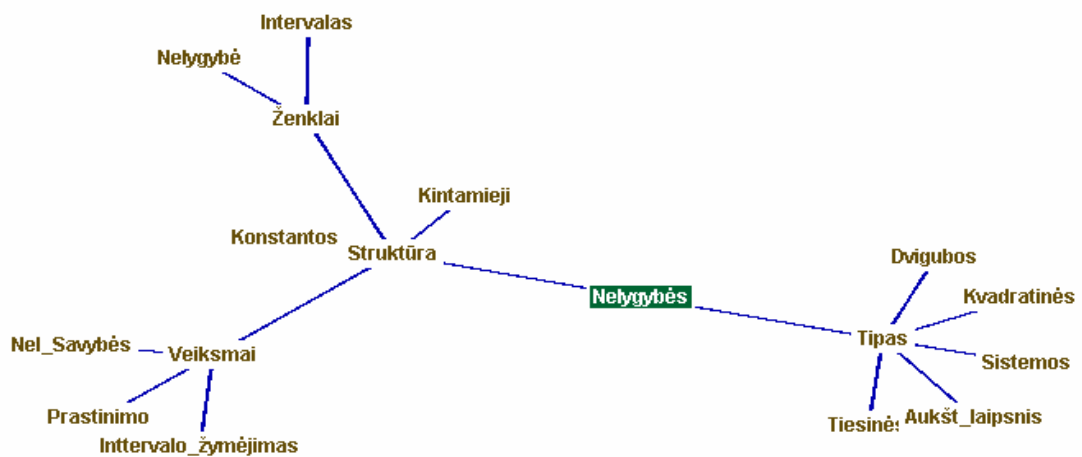 Intervalas
Nelygybė
Ženklai
Kintamieji
Konstantos
Struktūra
Dvigubos
Nelygybės
Kvadratinės
Tipas
Nel_Savybės
Veiksmai
Sistemos
Prastinimo
Tiesinės
Aukšt_laipsnis
Inttervalo_žymėjimas